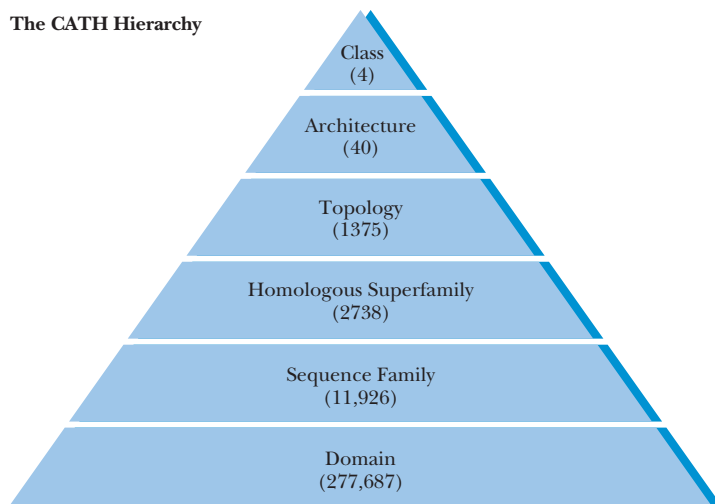 The CATH Hierarchy
Class
(4)
Architecture
(40)
Topology
(1375)
Homologous Superfamily
(2738)
Sequence Family
(11,926)
Domain
(277,687)